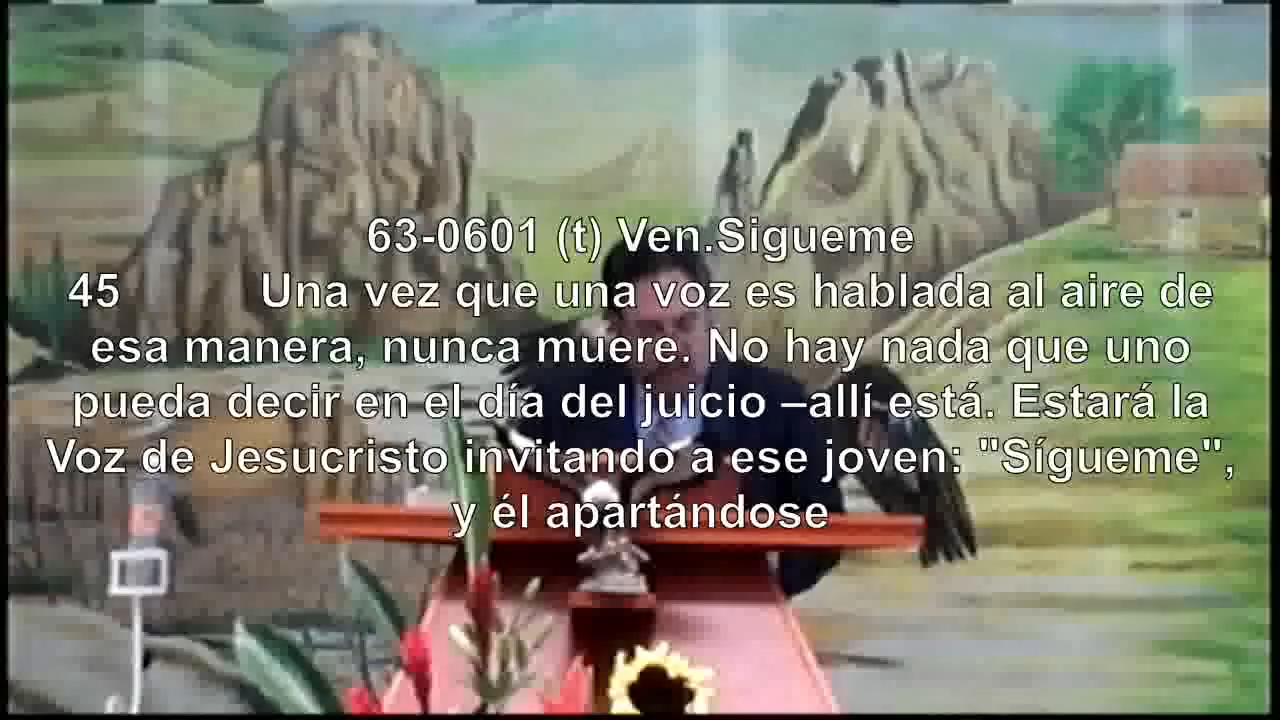 63-0601 (t) Ven.Sigueme
45 Una vez que una voz es hablada al aire de
esa manera, nunca muere. No hay nada que uno
pueda decir en el día del juicio –allí está. Estará la
Voz de Jesucristo invitando a ese joven: "Sígueme",
y él apartándose